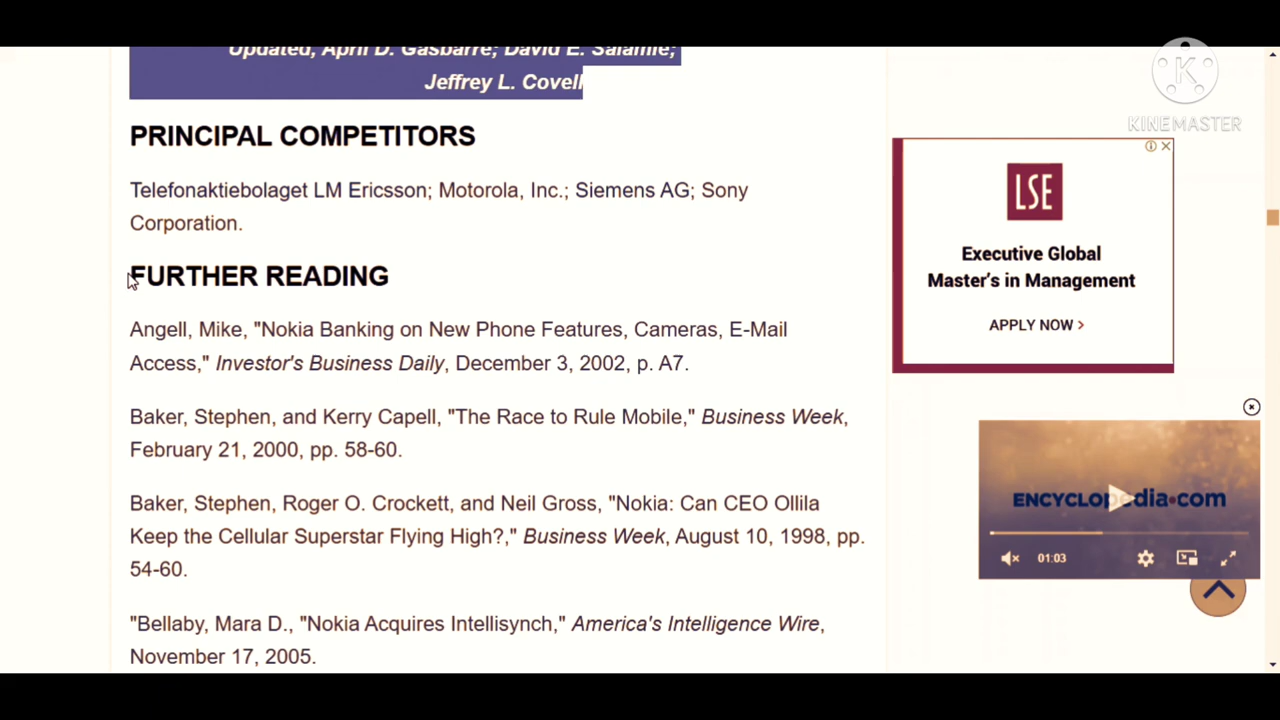 Updated, April D. Gasbarre; David E. Salamie;
Jeffrey L. Covell
PRINCIPAL COMPETITORS
Telefonaktiebolaget LM Ericsson; Motorola, Inc.; Siemens AG; Sony
Corporation.
FURTHER READING
Angell, Mike, "Nokia Banking on New Phone Features, Cameras, E-Mail
Access," Investor's Business Daily, December 3, 2002, p. A7.
Baker, Stephen, and Kerry Capell, "The Race to Rule Mobile," Business Week,
February 21, 2000, pp. 58-60.
Baker, Stephen, Roger O. Crockett, and Neil Gross, "Nokia: Can CEO Ollila
Keep the Cellular Superstar Flying High?," Business Week, August 10, 1998, pp.
54-60.
"Bellaby, Mara D., "Nokia Acquires Intellisynch," America's Intelligence Wire,
November 17, 2005.
K
KINEMASTER
LSE
Executive Global
Master's in Management
APPLY NOW >
ENCYCLOPedia.com
01:03